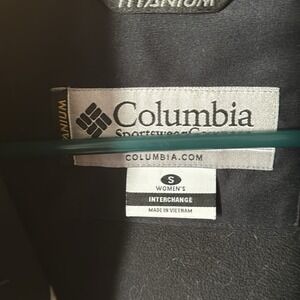 TITANIUM
TITANIUM
Columbia
Sportswear Company
COLUMBIA.COM
S
WOMEN'S
INTERCHANGE
MADE IN VIETNAM